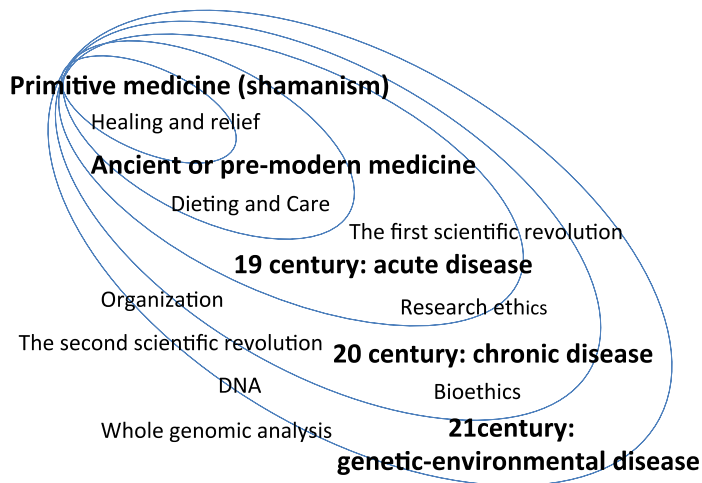 Primitive medicine (shamanism)
Healing and relief
Ancient or pre-modern medicine
Dieting and Care
The first scientific revolution
19 century: acute disease
Organization
Research ethics
The second scientific revolution
20 century: chronic disease
DNA
Bioethics
Whole genomic analysis
21century:
genetic-environmental disease